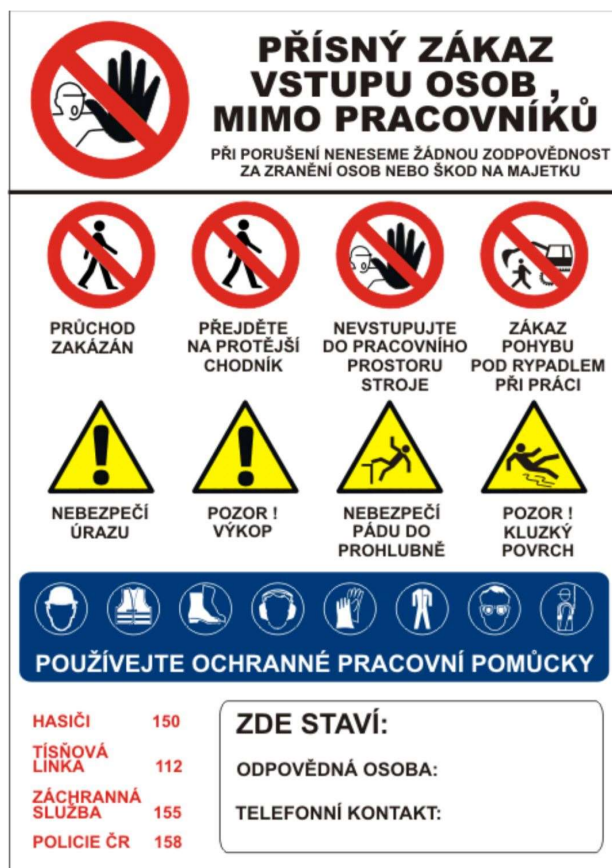 PŘÍSNÝ ZÁKAZ
VSTUPU OSOB ,
MIMO PRACOVNÍKŮ
PŘI PORUŠENÍ NENESEME ŽÁDNOU ZODPOVĚDNOST
ZA ZRANĚNÍ OSOB NEBO ŠKOD NA MAJETKU
PRŮCHOD
ZAKÁZÁN
PŘEJDĚTE
NA PROTĚJŠÍ
CHODNÍK
NEVSTUPUJTE
DO PRACOVNÍHO
PROSTORU
STROJE
ZÁKAZ
POHYBU
POD RYPADLEM
PŘI PRÁCI
NEBEZPEČÍ
ÚRAZU
POZOR !
VÝKOP
NEBEZPEČÍ
PÁDU DO
PROHLUBNĚ
POZOR !
KLUZKÝ
POVRCH
POUŽÍVEJTE OCHRANNÉ PRACOVNÍ POMŮCKY
HASIČI 150
TÍSŇOVÁ
LINKA 112
ZÁCHRANNÁ
SLUŽBA 155
POLICIE ČR 158
ZDE STAVÍ:
ODPOVĚDNÁ OSOBA:
TELEFONNÍ KONTAKT: